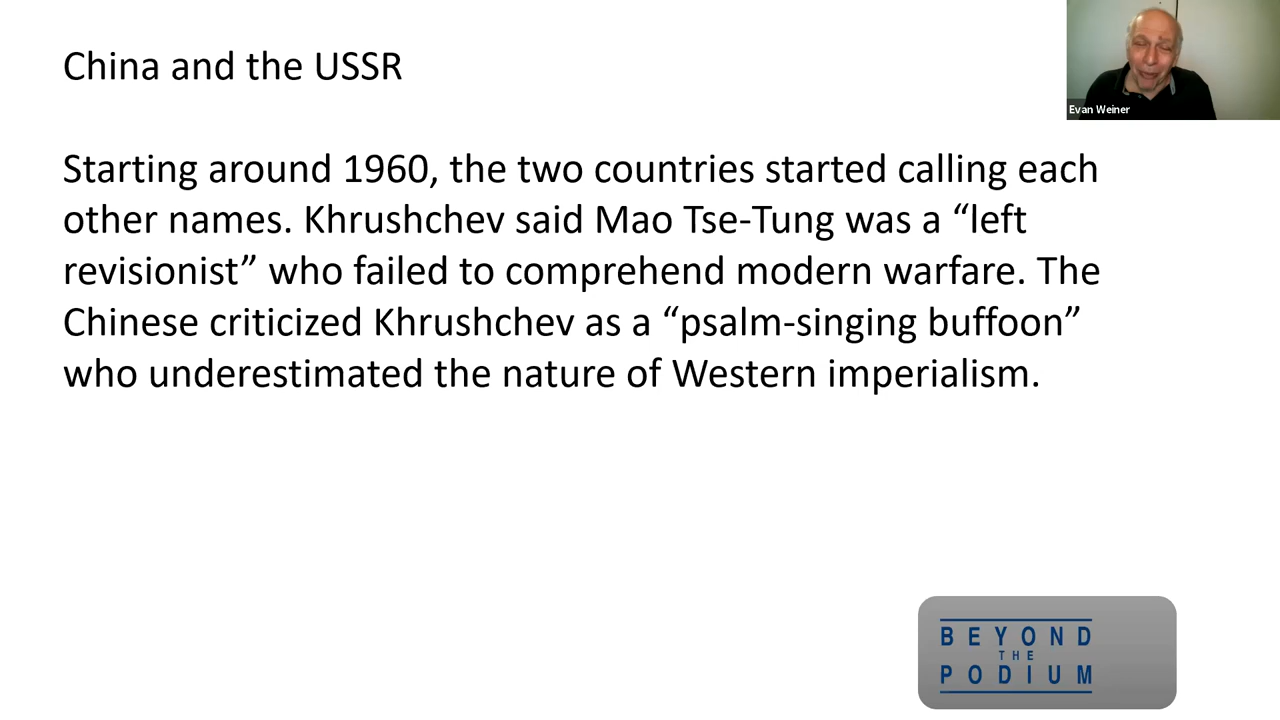 China and the USSR
Evan Weiner
Starting around 1960, the two countries started calling each
other names. Khrushchev said Mao Tse-Tung was a “left
revisionist” who failed to comprehend modern warfare. The
Chinese criticized Khrushchev as a “psalm-singing buffoon”
who underestimated the nature of Western imperialism.
BEYOND
THE
PODIUM